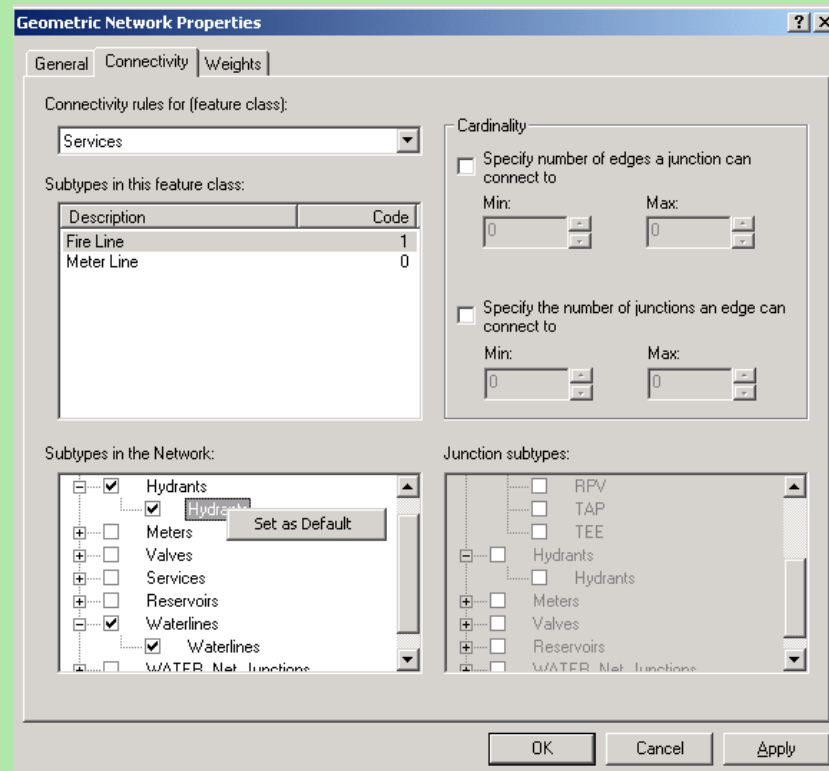 Geometric Network Properties
General Connectivity Weights
Connectivity rules for (feature class):
Services
Subtypes in this feature class:
Description Code
Fire Line 1
Meter Line 0
Cardinality
Specify number of edges a junction can
connect to
Min: Max:
0 0
Specify the number of junctions an edge can
connect to
Min: Max:
0 0
Subtypes in the Network:
Hydrants
Hydrants
Set as Default
Meters
Valves
Services
Reservoirs
Waterlines
Waterlines
WATER_Net_Junctions
Junction subtypes:
RPV
TAP
TEE
Hydrants
Hydrants
Meters
Valves
Reservoirs
WATER_Net_Junctions
OK Cancel Apply